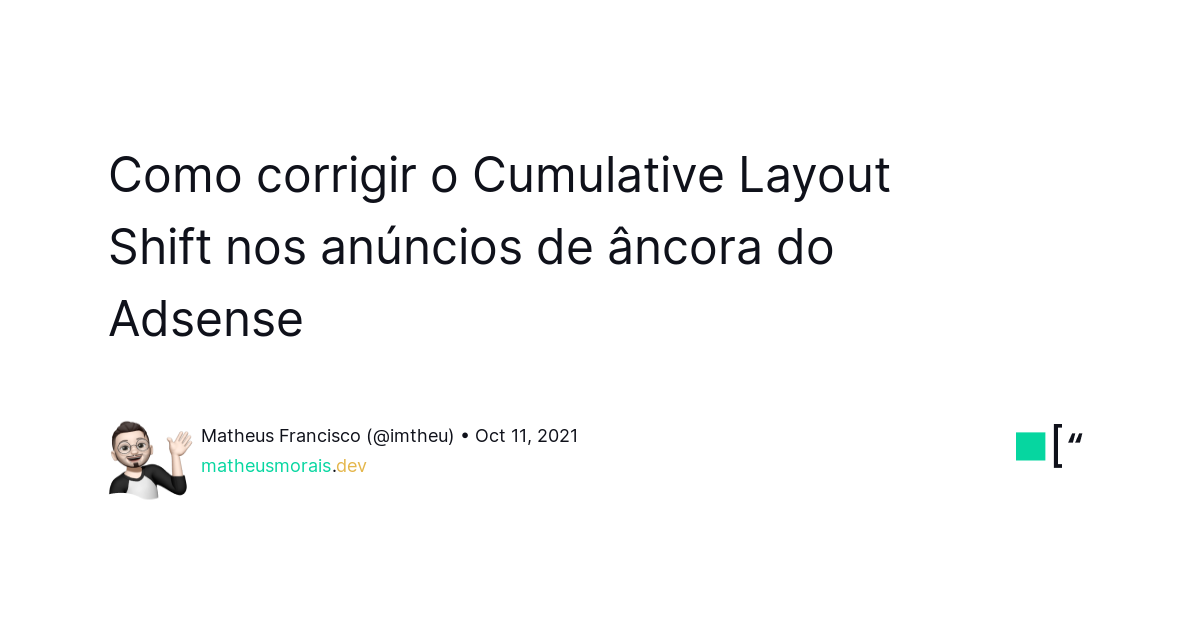 Como corrigir o Cumulative Layout
Shift nos anúncios de âncora do
Adsense
Matheus Francisco (@imtheu) • Oct 11, 2021
matheusmorais.dev
[“